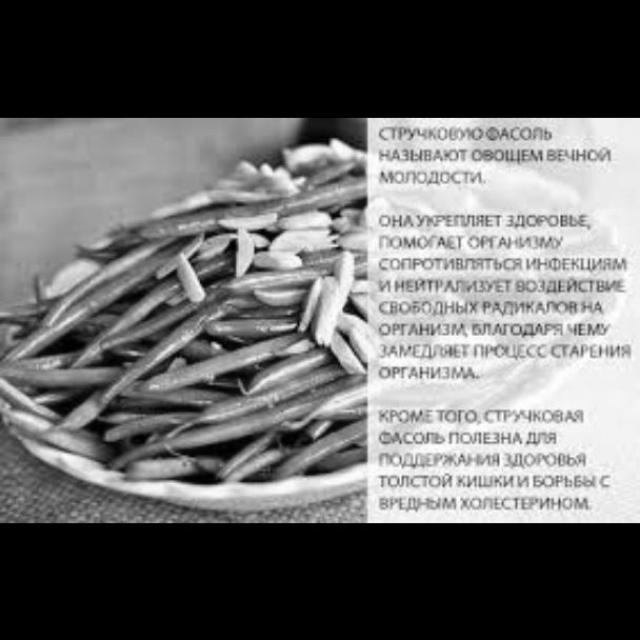 СТРУЧКОВУЮ ФАСОЛЬ
НАЗЫВАЮТ ОВОЩЕМ ВЕЧНОЙ
МОЛОДОСТИ.
ОНА УКРЕПЛЯЕТ ЗДОРОВЬЕ,
ПОМОГАЕТ ОРГАНИЗМУ
СОПРОТИВЛЯТЬСЯ ИНФЕКЦИЯМ
И НЕЙТРАЛИЗУЕТ ВОЗДЕЙСТВИЕ
СВОБОДНЫХ РАДИКАЛОВ НА
ОРГАНИЗМ, БЛАГОДАРЯ ЧЕМУ
ЗАМЕДЛЯЕТ ПРОЦЕСС СТАРЕНИЯ
ОРГАНИЗМА.
КРОМЕ ТОГО, СТРУЧКОВАЯ
ФАСОЛЬ ПОЛЕЗНА ДЛЯ
ПОДДЕРЖАНИЯ ЗДОРОВЬЯ
ТОЛСТОЙ КИШКИ И БОРЬБЫ С
ВРЕДНЫМ ХОЛЕСТЕРИНОМ.